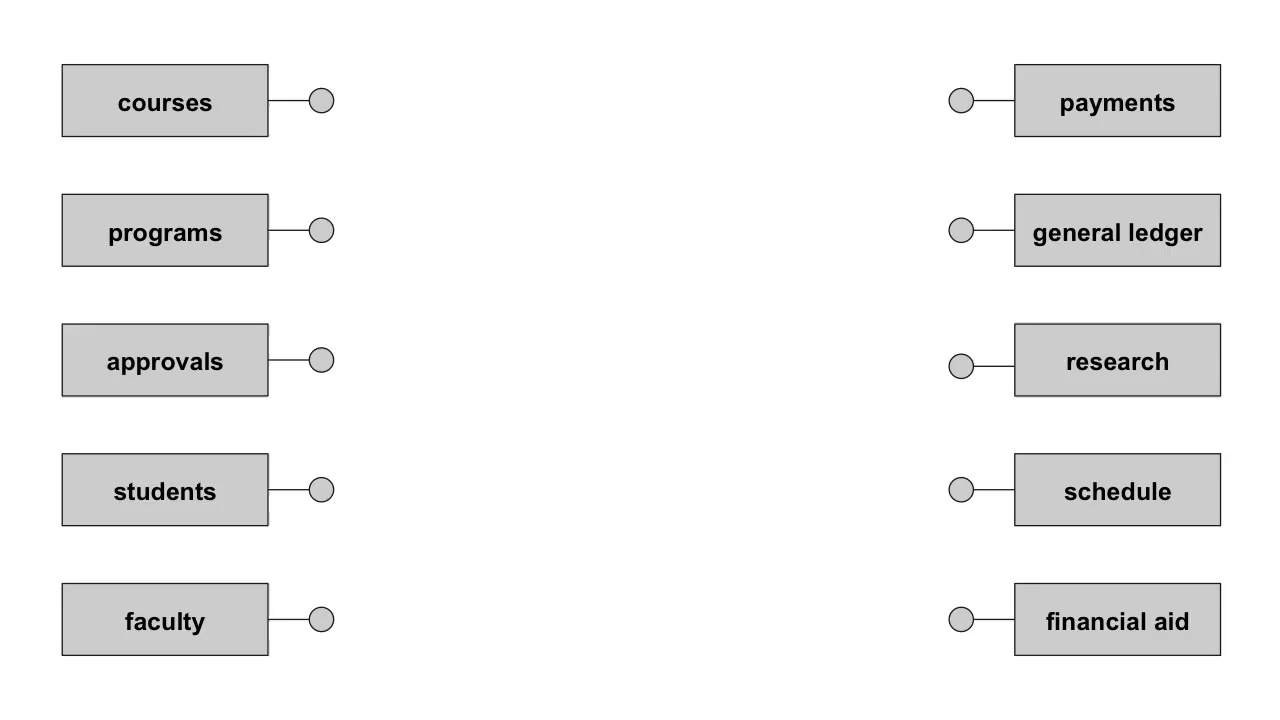 courses
programs
approvals
students
faculty
payments
general ledger
research
schedule
financial aid